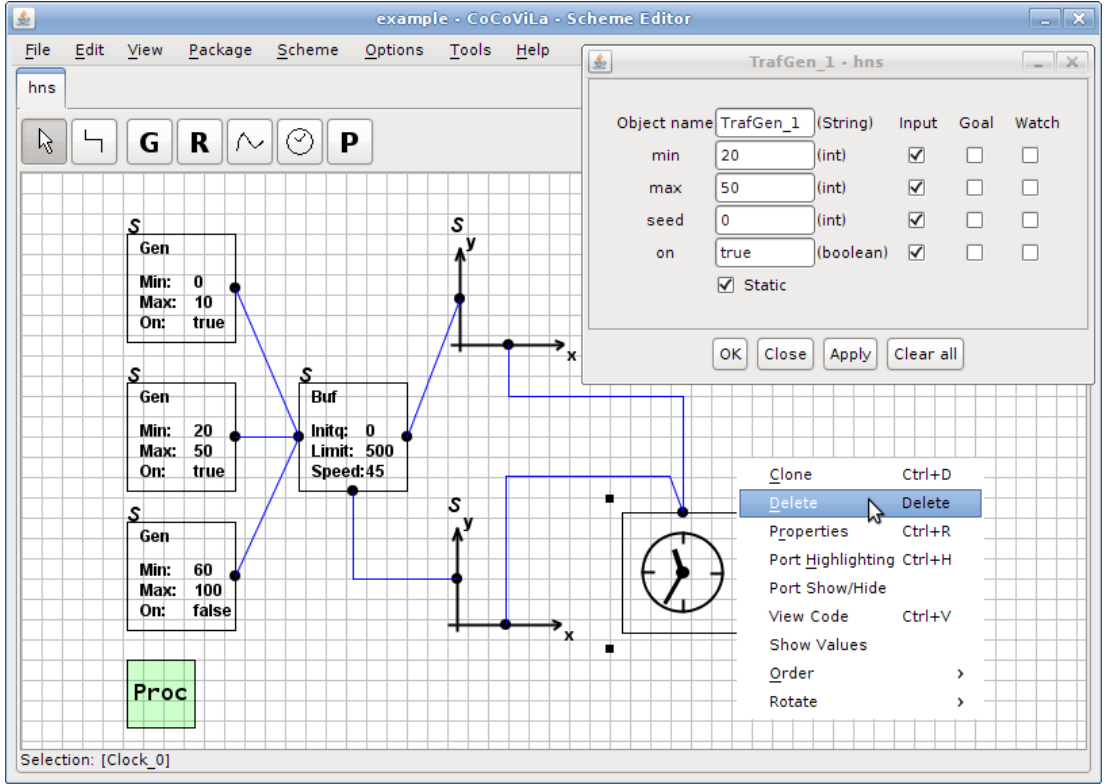 example - CoCoViLa - Scheme Editor
File Edit View Package Scheme Options Tools Help
hns
G R P
TrafGen_1 - hns
Object name TrafGen_1 (String) Input Goal Watch
min 20 (int)
max 50 (int)
seed 0 (int)
on true (boolean)
Static
OK Close Apply Clear all
S
Gen
Min: 0
Max: 10
On: true
S
y
x
S
Gen
Min: 20
Max: 50
On: true
S
Buf
Initq: 0
Limit: 500
Speed:45
S
Gen
Min: 60
Max: 100
On: false
S
y
x
Proc
Clone Ctrl+D
Delete Delete
Properties Ctrl+R
Port Highlighting Ctrl+H
Port Show/Hide
View Code Ctrl+V
Show Values
Order
Rotate
Selection: [Clock_0]